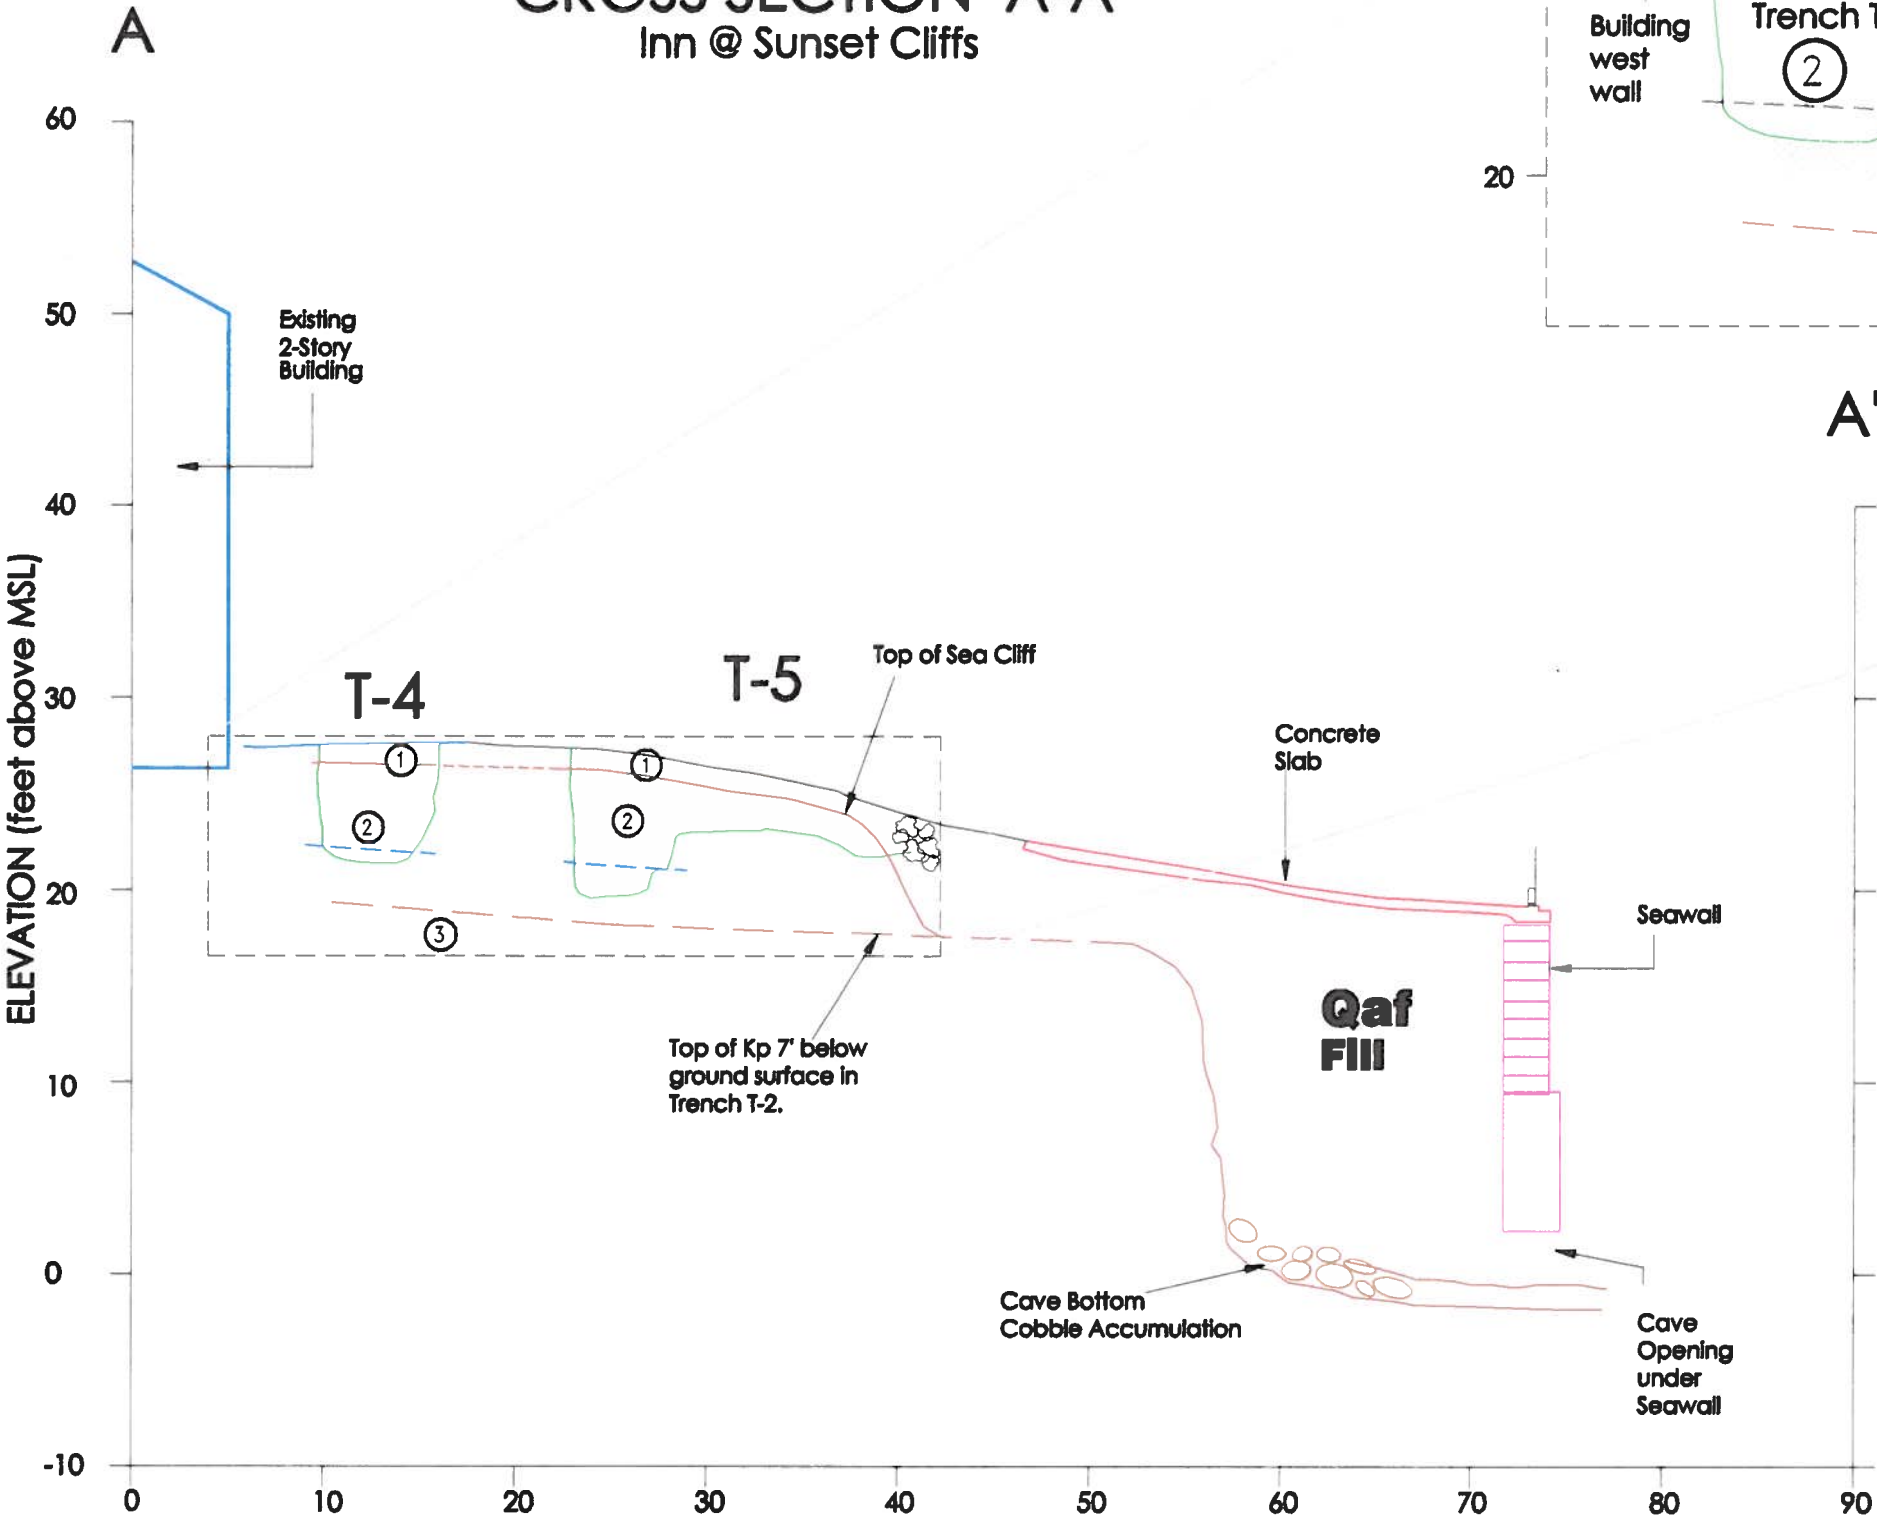 CROSS SECTION A-A'
Inn @ Sunset Cliffs
A
Building
west
wall
Trench T
2
20
60
50
40
30
20
10
0
-10
ELEVATION (feet above MSL)
Existing
2-Story
Building
A'
T-4
T-5
Top of Sea Cliff
1
1
2
2
3
Concrete
Slab
Seawall
Qaf
Fill
Top of Kp 7' below
ground surface in
Trench T-2.
Cave Bottom
Cobble Accumulation
Cave
Opening
under
Seawall
0
10
20
30
40
50
60
70
80
90